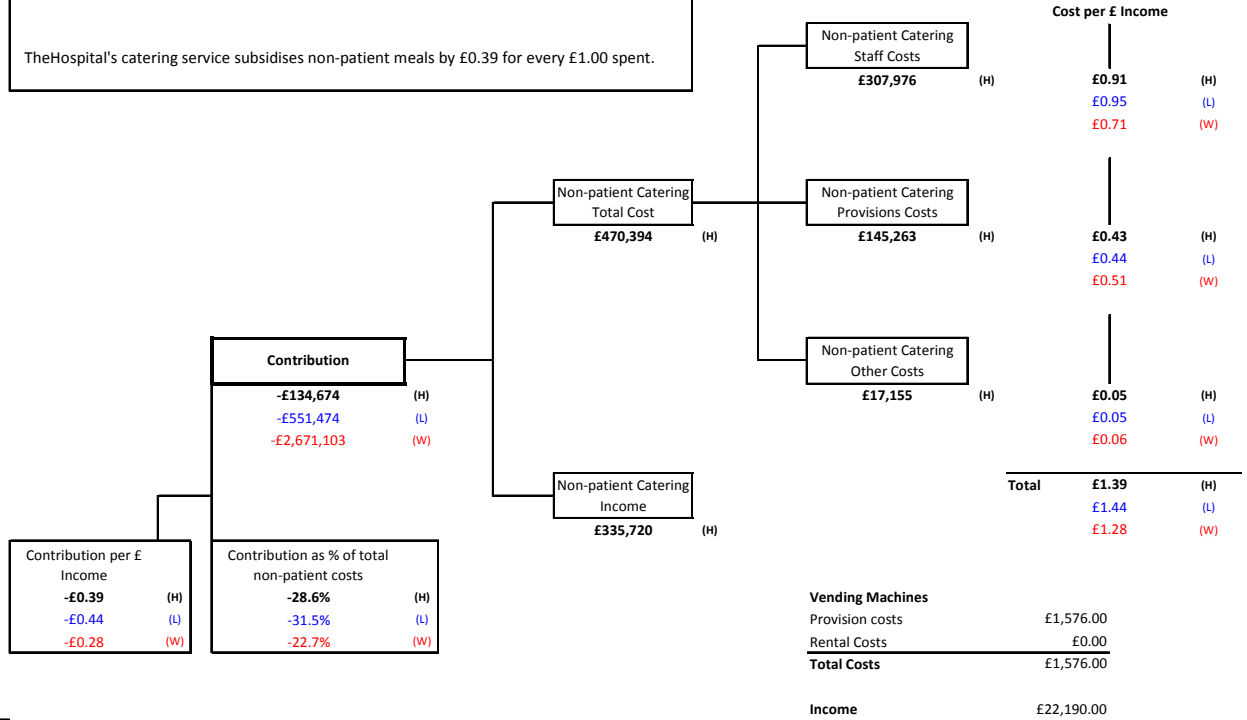 Cost per £ Income
TheHospital's catering service subsidises non-patient meals by £0.39 for every £1.00 spent.
Non-patient Catering
Staff Costs
£307,976 (H) £0.91 (H)
£0.95 (L)
£0.71 (W)
Non-patient Catering
Total Cost
£470,394 (H)
Non-patient Catering
Provisions Costs
£145,263 (H) £0.43 (H)
£0.44 (L)
£0.51 (W)
Contribution
-£134,674 (H)
-£551,474 (L)
-£2,671,103 (W)
Non-patient Catering
Other Costs
£17,155 (H) £0.05 (H)
£0.05 (L)
£0.06 (W)
Non-patient Catering
Income
£335,720 (H)
Total £1.39 (H)
£1.44 (L)
£1.28 (W)
Contribution per £
Income
-£0.39 (H)
-£0.44 (L)
-£0.28 (W)
Contribution as % of total
non-patient costs
-28.6% (H)
-31.5% (L)
-22.7% (W)
Vending Machines
Provision costs £1,576.00
Rental Costs £0.00
Total Costs £1,576.00
Income £22,190.00